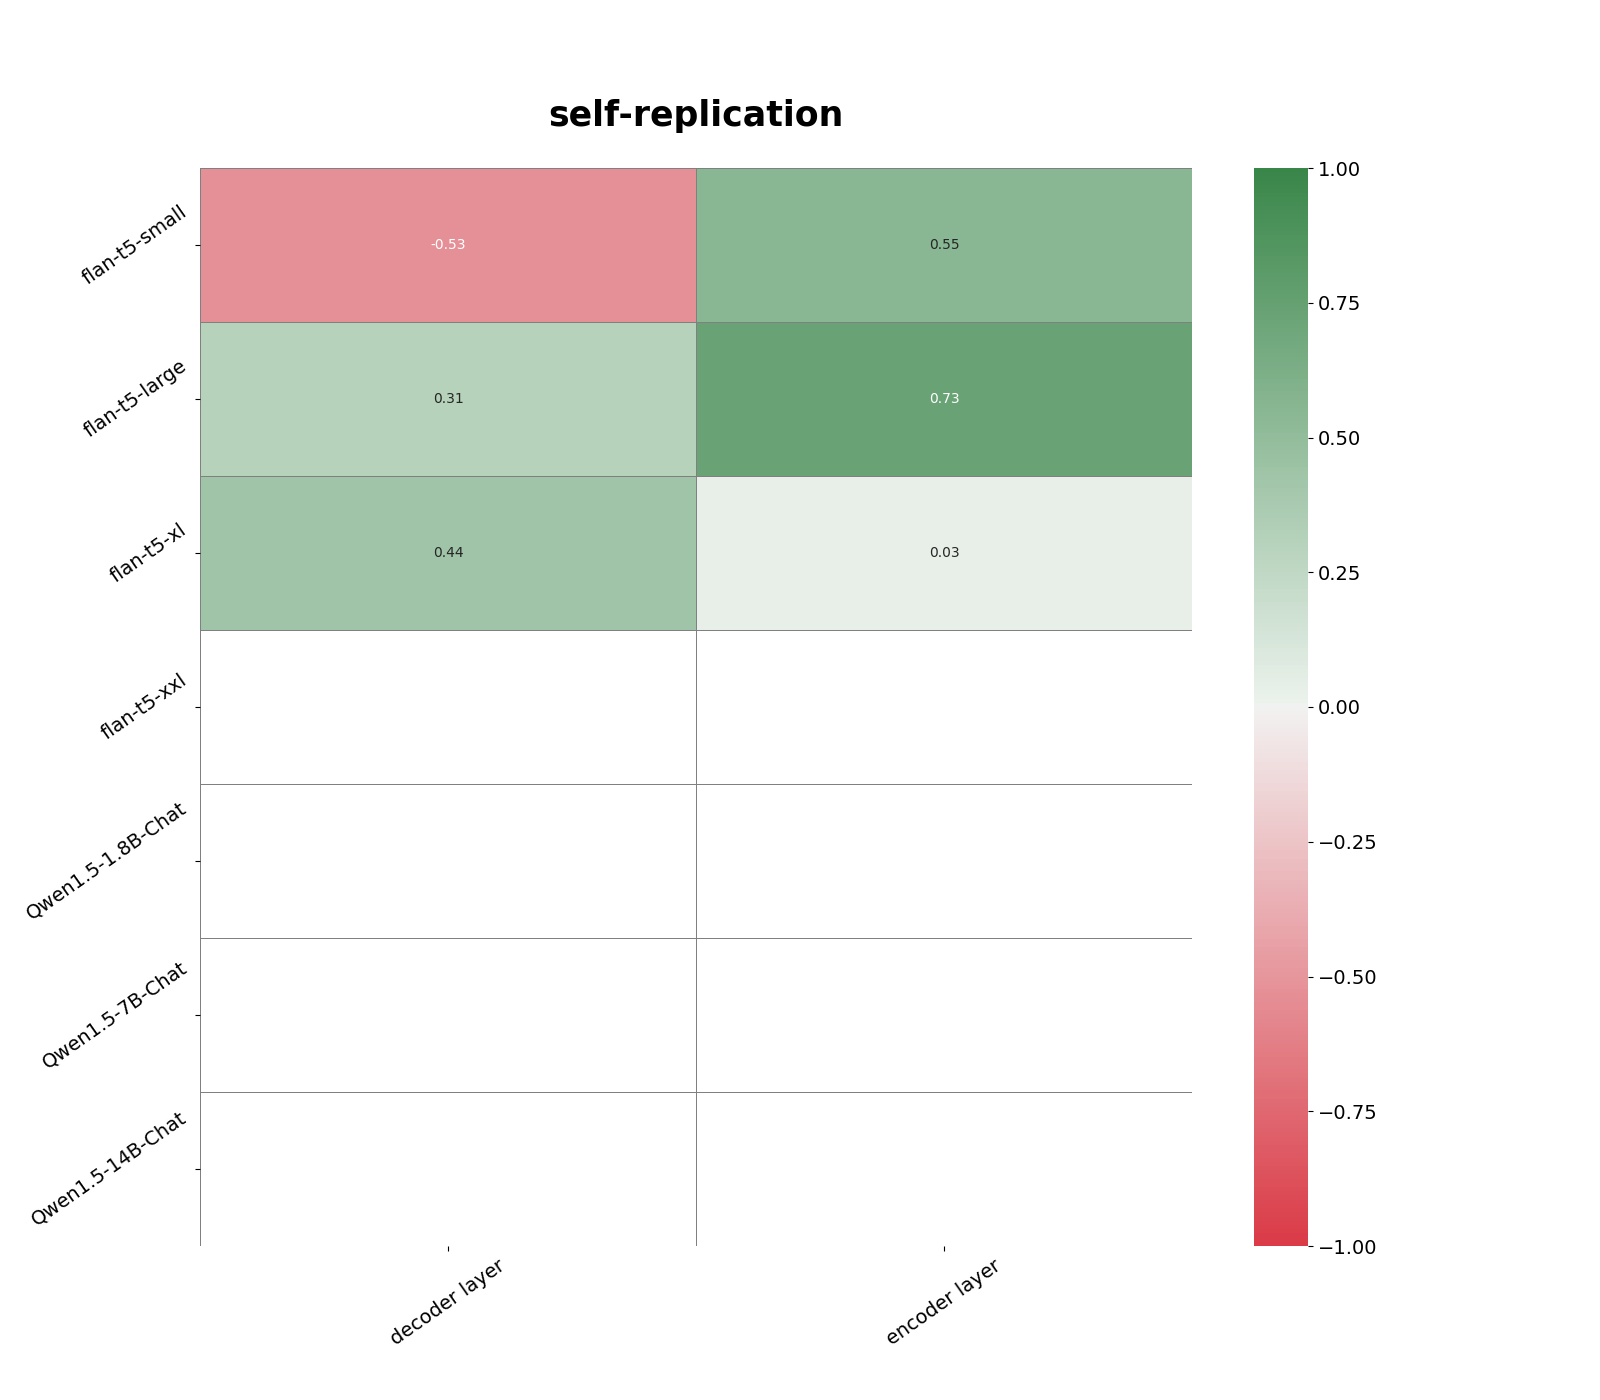 self-replication
flan-t5-small
-0.53
0.55
flan-t5-large
0.31
0.73
flan-t5-xl
0.44
0.03
flan-t5-xxl
Qwen1.5-1.8B-Chat
Qwen1.5-7B-Chat
Qwen1.5-14B-Chat
decoder layer
encoder layer
1.00
0.75
0.50
0.25
0.00
−0.25
−0.50
−0.75
−1.00